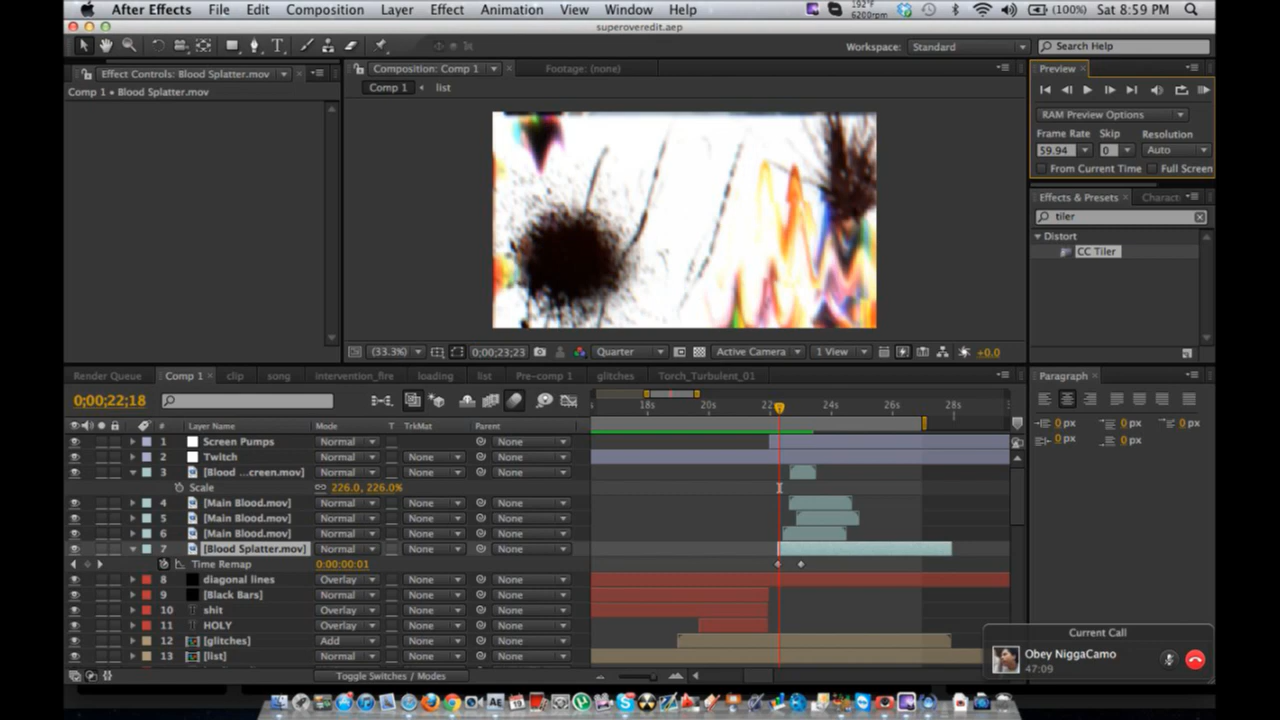 After Effects File Edit Composition Layer Effect Animation View Window Help 192°F 6200rpm (100%) Sat 8:59 PM
superoveredit.aep
Workspace: Standard Search Help
Effect Controls: Blood Splatter.mov
Comp 1 • Blood Splatter.mov
Composition: Comp 1 Footage: (none)
Comp 1 list
Preview
RAM Preview Options
Frame Rate Skip Resolution
59.94 0 Auto
From Current Time Full Screen
Effects & Presets Charact
tiler
Distort
CC Tiler
(33.3%) 0;00;23;23 Quarter Active Camera 1 View +0.0
Render Queue Comp 1 clip song intervention_fire loading list Pre-comp 1 glitches Torch_Turbulent_01
Paragraph
0 px 0 px 0 px
0 px 0 px
0;00;22;18
18s 20s 22 24s 26s 28s
# Layer Name Mode T TrkMat Parent
1 Screen Pumps Normal None
2 Twitch Normal None None
3 [Blood ...creen.mov] Normal None None
Scale 226.0, 226.0%
4 [Main Blood.mov] Normal None None
5 [Main Blood.mov] Normal None None
6 [Main Blood.mov] Normal None None
7 [Blood Splatter.mov] Normal None None
Time Remap 0:00:00:01
8 diagonal lines Overlay None None
9 [Black Bars] Normal None None
10 shit Overlay None None
11 HOLY Overlay None None
12 [glitches] Add None None
13 [list] Normal None None
Toggle Switches / Modes
Current Call
Obey NiggaCamo
47:09